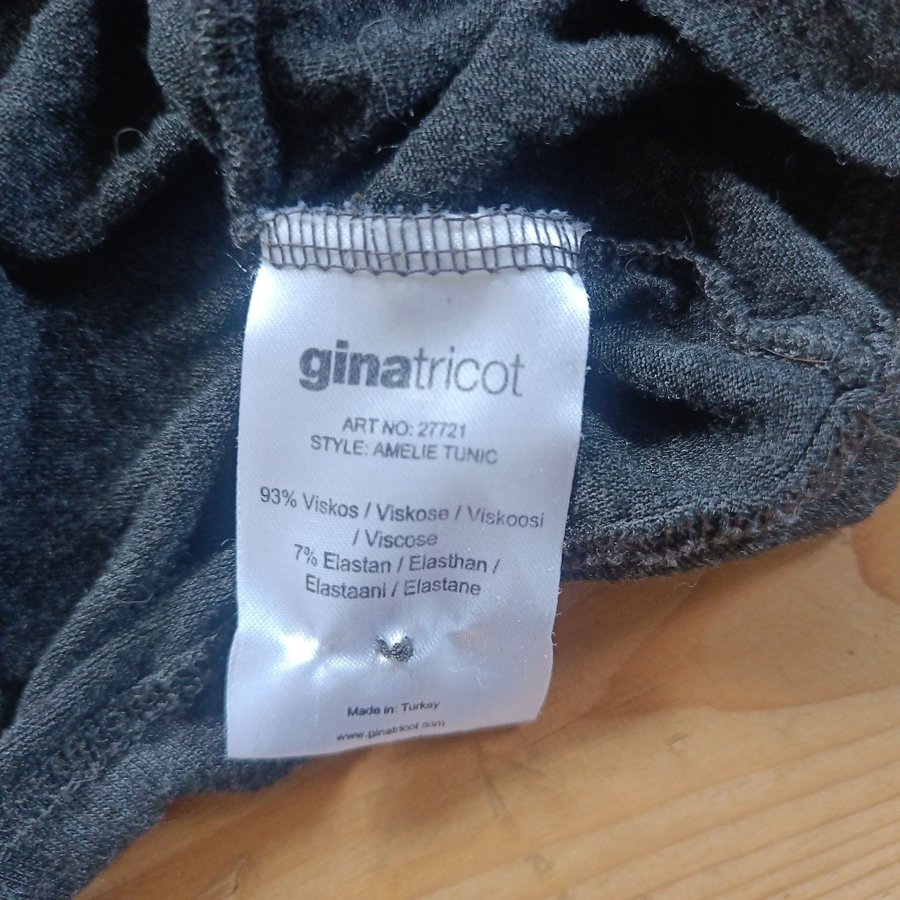 ginatricot
ART NO: 27721
STYLE: AMELIE TUNIC
93% Viskos / Viskose / Viskoosi
/ Viscose
7% Elastan / Elasthan /
Elastaani / Elastane
Made in: Turkey
www.ginatricot.com